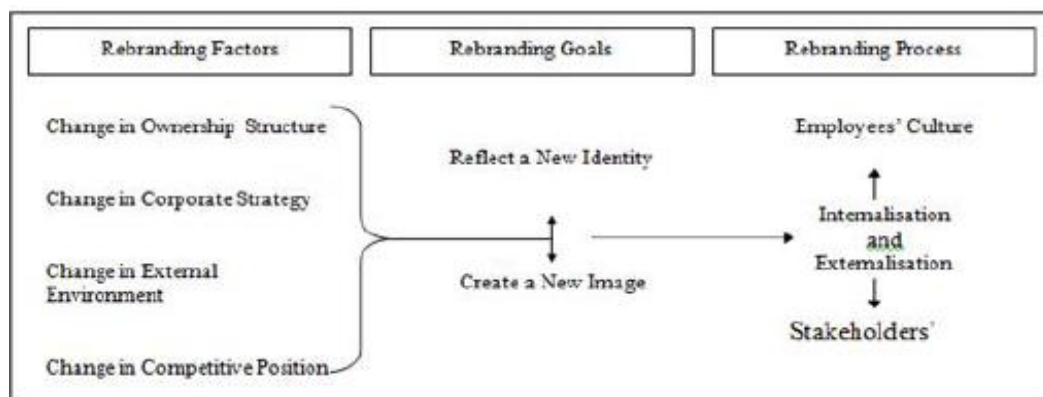 Rebranding Factors
Rebranding Goals
Rebranding Process
Change in Ownership Structure
Change in Corporate Strategy
Change in External
Environment
Change in Competitive Position
Reflect a New Identity
Create a New Image
Employees' Culture
Internalisation
and
Externalisation
Stakeholders'